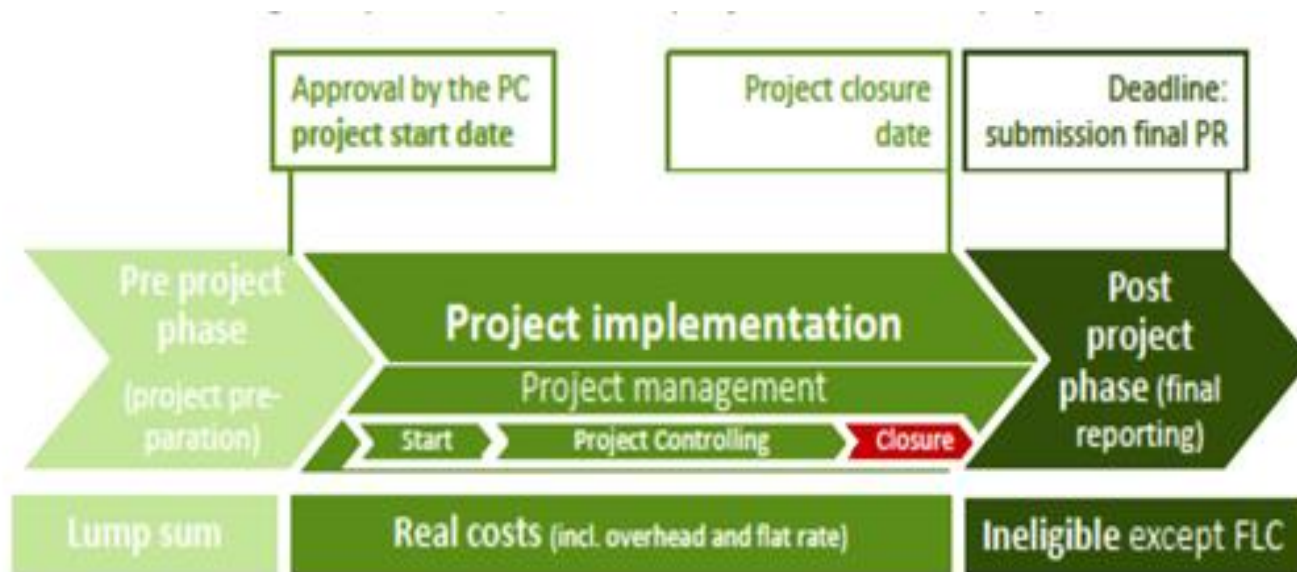 Approval by the PC
project start date
Project closure
date
Deadline:
submission final PR
Pre project
phase
(project pre-
paration)
Project implementation
Project management
Start
Project Controlling
Closure
Post
project
phase (final
reporting)
Lump sum
Real costs (incl. overhead and flat rate)
Ineligible except FLC